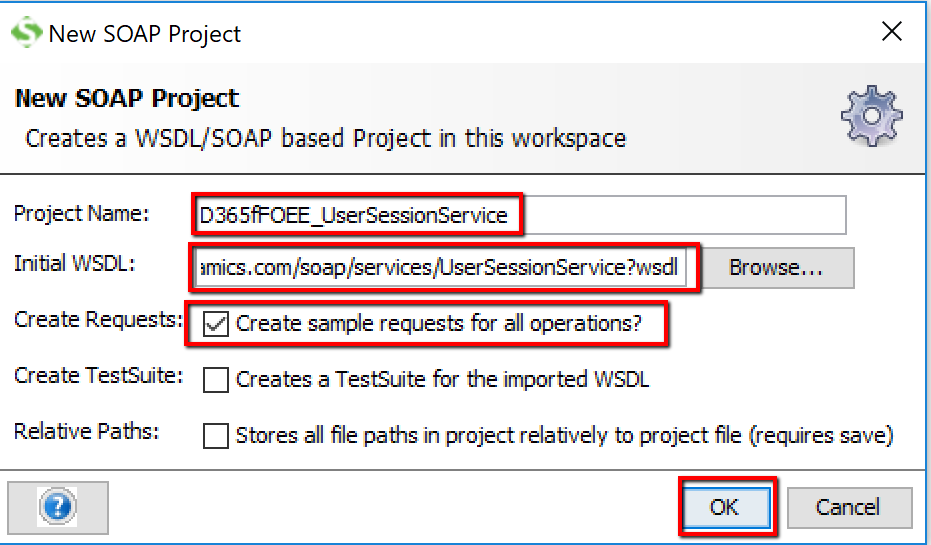 New SOAP Project
New SOAP Project
Creates a WSDL/SOAP based Project in this workspace
Project Name: D365fFOEE_UserSessionService
Initial WSDL: amics.com/soap/services/UserSessionService?wsdl Browse...
Create Requests: Create sample requests for all operations?
Create TestSuite: Creates a TestSuite for the imported WSDL
Relative Paths: Stores all file paths in project relatively to project file (requires save)
? OK Cancel